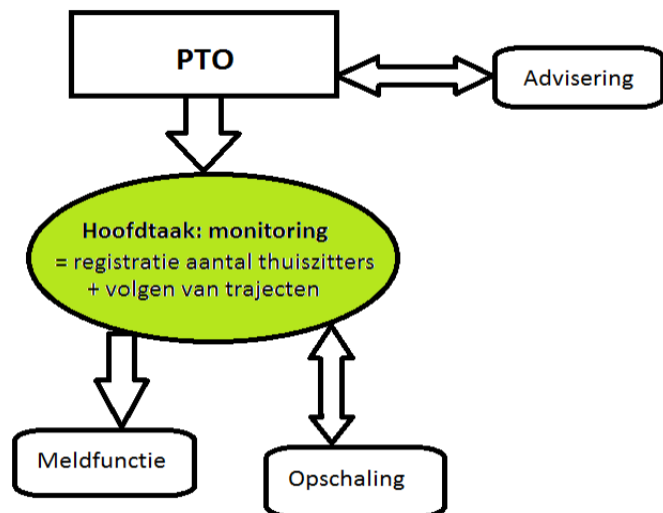 PTO
Advisering
Hoofdtaak: monitoring
= registratie aantal thuiszitters
+ volgen van trajecten
Meldfunctie
Opschaling